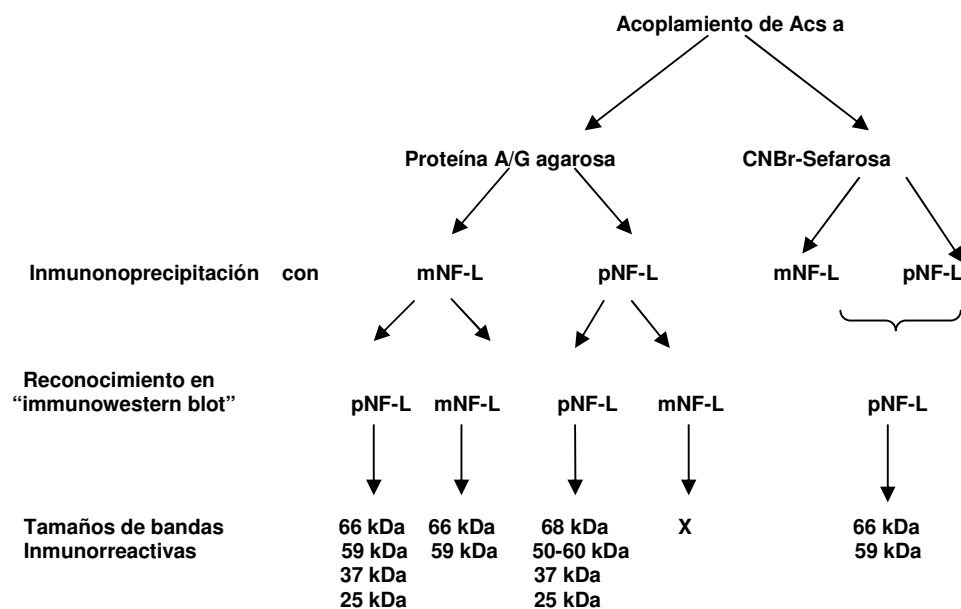 Acoplamiento de Acs a
Proteína A/G agarosa CNBr-Sefarosa
Inmunonoprecipitación con mNF-L pNF-L mNF-L pNF-L
Reconocimiento en
“immunowestern blot”
pNF-L mNF-L pNF-L mNF-L pNF-L
Tamaños de bandas 66 kDa 66 kDa 68 kDa X 66 kDa
Inmunorreactivas 59 kDa 59 kDa 50-60 kDa 59 kDa
37 kDa 37 kDa
25 kDa 25 kDa